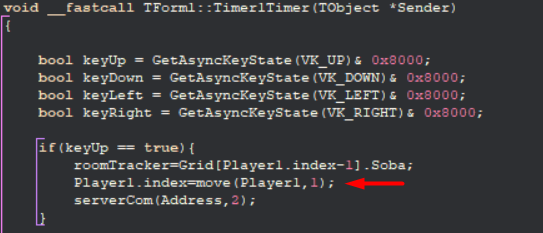 void __fastcall TForm1::Timer1Timer(TObject *Sender)
{
bool keyUp = GetAsyncKeyState(VK_UP)& 0x8000;
bool keyDown = GetAsyncKeyState(VK_DOWN)& 0x8000;
bool keyLeft = GetAsyncKeyState(VK_LEFT)& 0x8000;
bool keyRight = GetAsyncKeyState(VK_RIGHT)& 0x8000;
if(keyUp == true){
roomTracker=Grid[Player1.index-1].Soba;
Player1.index=move(Player1,1);
serverCom(Address,2);
}